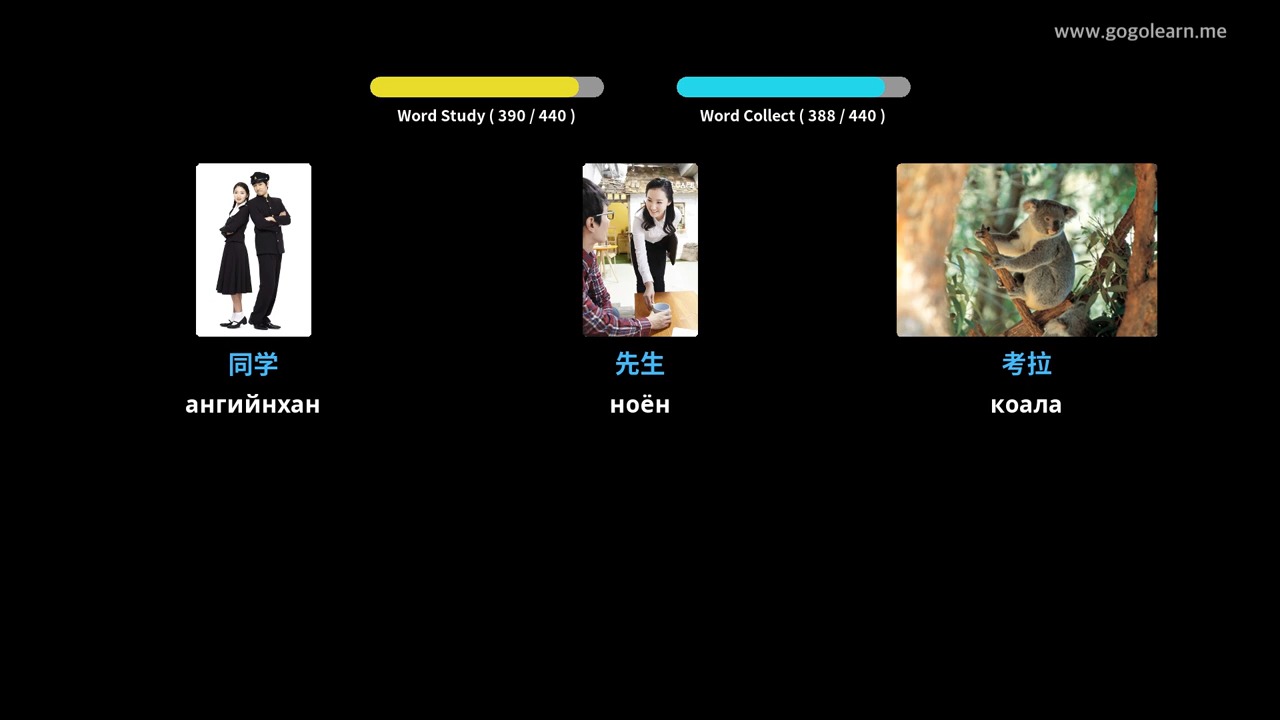 www.gogolearn.me
Word Study ( 390 / 440 )
Word Collect ( 388 / 440 )
同学
先生
考拉
ангийнхан
ноён
коала